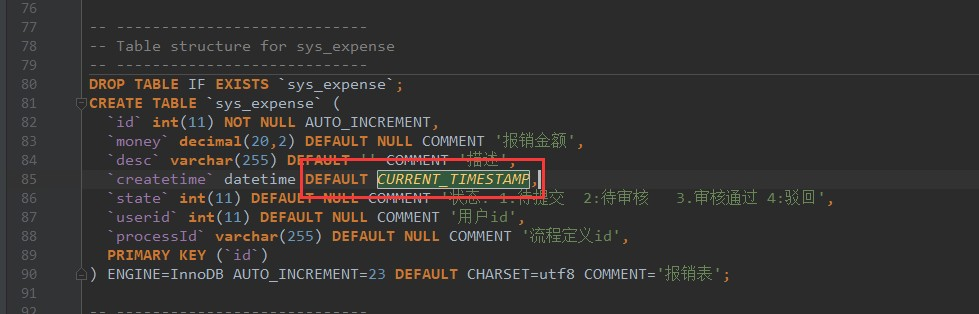 76
77 -- ----------------------------
78 -- Table structure for sys_expense
79 -- ----------------------------
80 DROP TABLE IF EXISTS `sys_expense`;
81 CREATE TABLE `sys_expense` (
82 `id` int(11) NOT NULL AUTO_INCREMENT,
83 `money` decimal(20,2) DEFAULT NULL COMMENT '报销金额',
84 `desc` varchar(255) DEFAULT '' COMMENT '描述',
85 `createtime` datetime DEFAULT CURRENT_TIMESTAMP,
86 `state` int(11) DEFAULT NULL COMMENT '状态. 1.待提交 2:待审核 3.审核通过 4:驳回',
87 `userid` int(11) DEFAULT NULL COMMENT '用户id',
88 `processId` varchar(255) DEFAULT NULL COMMENT '流程定义id',
89 PRIMARY KEY (`id`)
90 ) ENGINE=InnoDB AUTO_INCREMENT=23 DEFAULT CHARSET=utf8 COMMENT='报销表';
91
92 -- ----------------------------